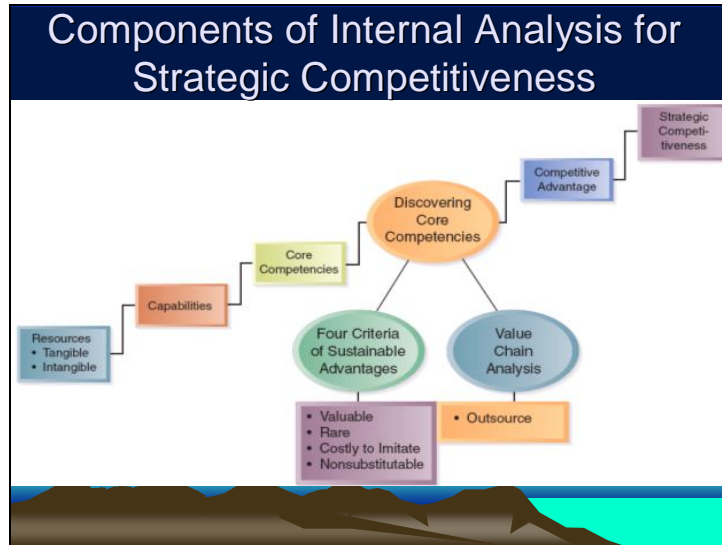 Components of Internal Analysis for
Strategic Competitiveness
Strategic
Competi-
tiveness
Competitive
Advantage
Discovering
Core
Competencies
Core
Competencies
Capabilities
Resources
• Tangible
• Intangible
Four Criteria
of Sustainable
Advantages
Value
Chain
Analysis
• Valuable
• Rare
• Costly to Imitate
• Nonsubstitutable
• Outsource